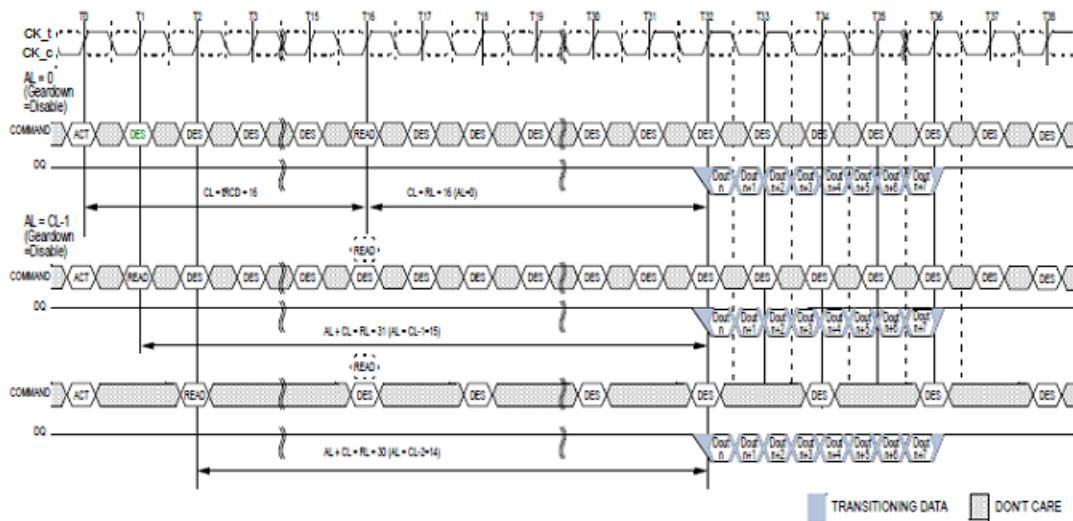 T0 T1 T2 T3 T15 T16 T17 T18 T19 T30 T31 T32 T33 T34 T35 T36 T37 T38
CK_t
CK_c
AL = 0
(Geardown
=Disable)
COMMAND ACT DES DES DES DES READ DES DES DES DES DES DES DES DES DES DES DES DES
DQ
Dout n Dout n+1 Dout n+2 Dout n+3 Dout n+4 Dout n+5 Dout n+6 Dout n+7
CL = tRCD = 16
CL = RL = 16 (AL=0)
AL = CL-1
(Geardown
=Disable)
READ
COMMAND ACT READ DES DES DES DES DES DES DES DES DES DES DES DES DES DES DES DES
DQ
Dout n Dout n+1 Dout n+2 Dout n+3 Dout n+4 Dout n+5 Dout n+6 Dout n+7
AL + CL = RL = 31 (AL = CL-1=15)
READ
COMMAND ACT READ DES DES DES DES DES DES DES
DQ
Dout n Dout n+1 Dout n+2 Dout n+3 Dout n+4 Dout n+5 Dout n+6 Dout n+7
AL + CL = RL = 30 (AL = CL-2=14)
TRANSITIONING DATA DON'T CARE